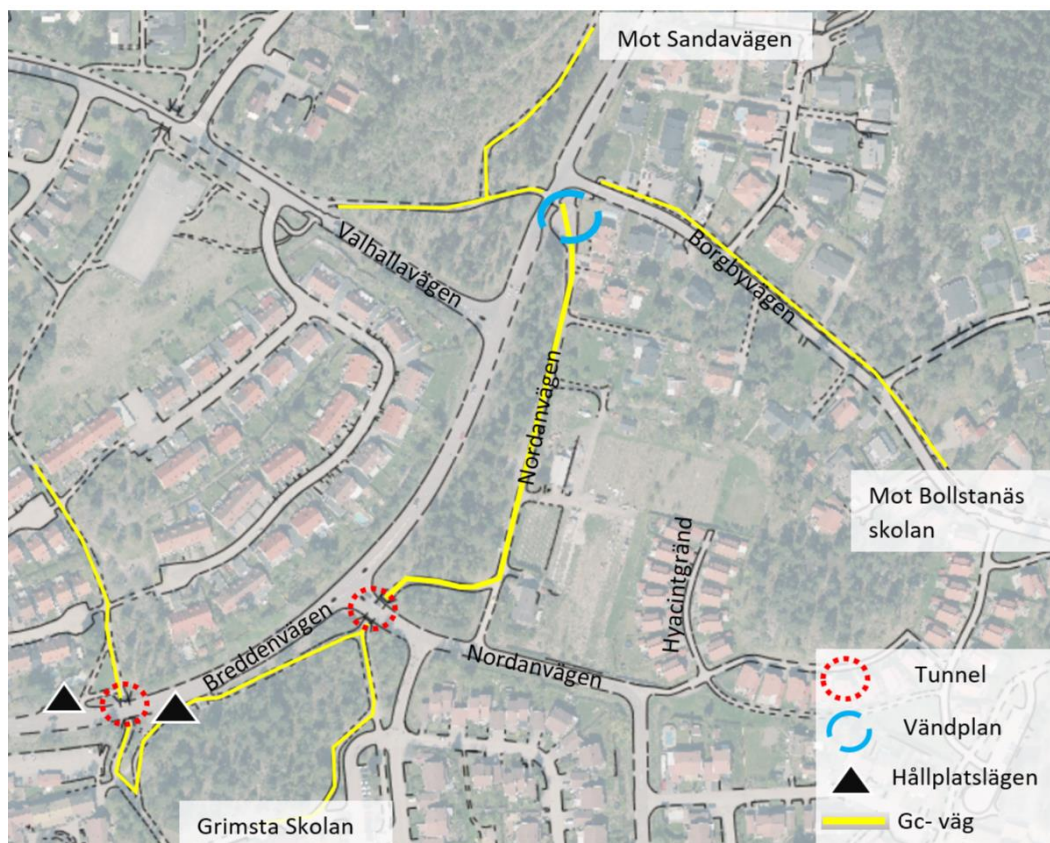 Mot Sandavägen
Valhallavägen
Borgbyvägen
Nordanvägen
Mot Bollstanäs
skolan
Hyacintgränd
Breddenvägen
Nordanvägen
Grimsta Skolan
Tunnel
Vändplan
Hållplatslägen
Gc- väg